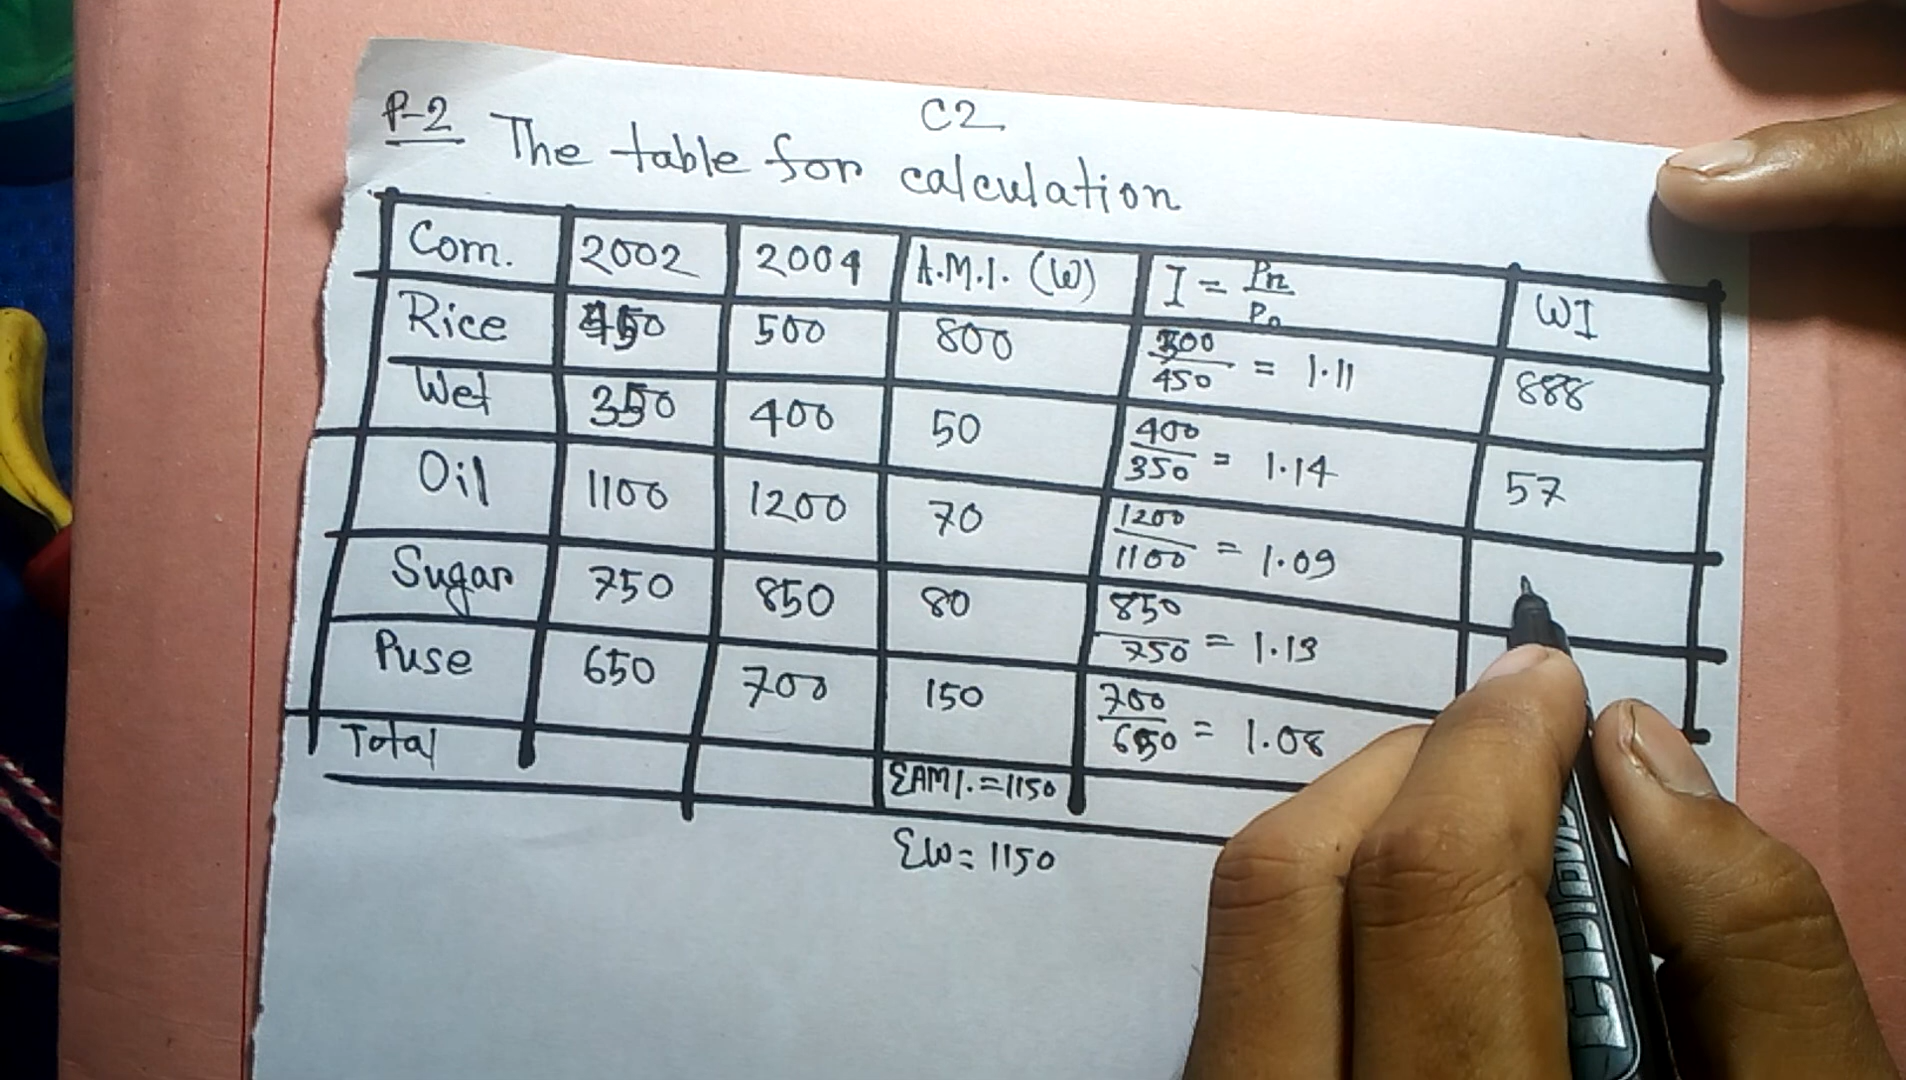 C2
P-2 The table for calculation
Com. 2002 2004 A.M.I. (W) I = Pn/Po WI
Rice 450 500 800 500/450 = 1.11 888
Wet 350 400 50 400/350 = 1.14 57
Oil 1100 1200 70 1200/1100 = 1.09
Sugar 750 850 80 850/750 = 1.13
Puse 650 700 150 700/650 = 1.08
Total ΣAMI. = 1150
Σw = 1150